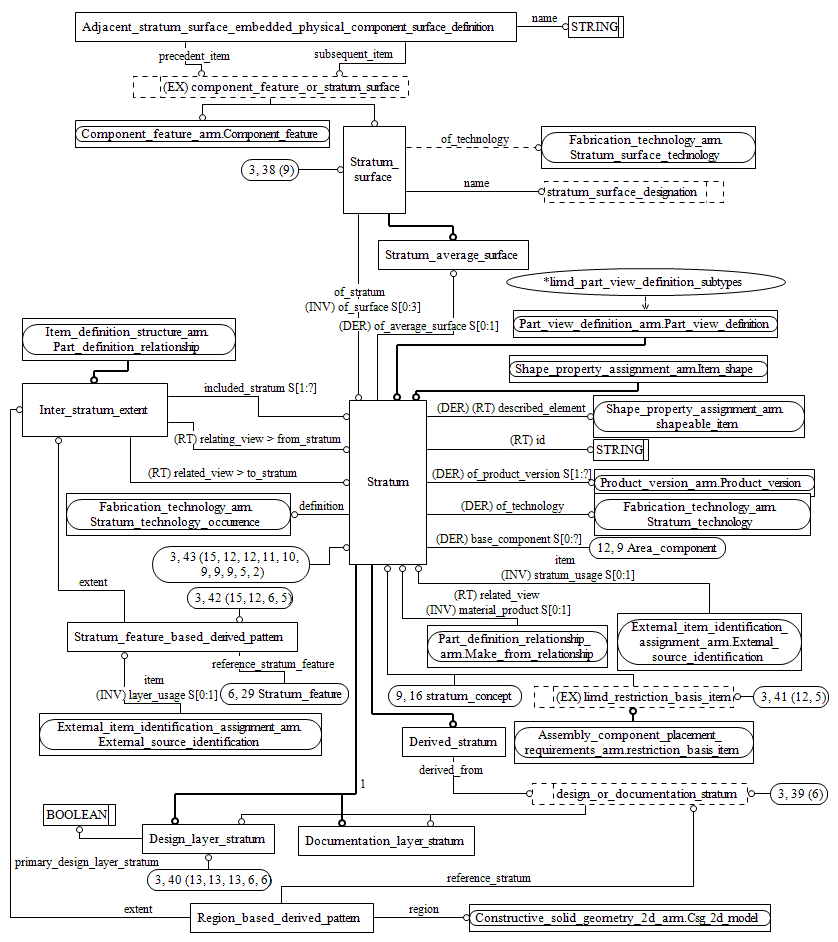 Adjacent_stratum_surface_embedded_physical_component_surface_definition
name
STRING
precedent_item
subsequent_item
(EX) component_feature_or_stratum_surface
Component_feature_arm.Component_feature
Stratum_
surface
of_technology
Fabrication_technology_arm.
Stratum_surface_technology
3, 38 (9)
name
stratum_surface_designation
Stratum_average_surface
of_stratum
(INV) of_surface S[0:3]
(DER) of_average_surface S[0:1]
*limd_part_view_definition_subtypes
Part_view_definition_arm.Part_view_definition
Item_definition_structure_arm.
Part_definition_relationship
Shape_property_assignment_arm.Item_shape
Inter_stratum_extent
included_stratum S[1:?]
(RT) relating_view > from_stratum
(RT) related_view > to_stratum
Stratum
(DER) (RT) described_element
Shape_property_assignment_arm.
shapeable_item
(RT) id
STRING
(DER) of_product_version S[1:?]
Product_version_arm.Product_version
Fabrication_technology_arm.
Stratum_technology_occurrence
definition
(DER) of_technology
Fabrication_technology_arm.
Stratum_technology
(DER) base_component S[0:?]
12, 9 Area_component
3, 43 (15, 12, 12, 11, 10,
9, 9, 9, 5, 2)
item
(INV) stratum_usage S[0:1]
extent
3, 42 (15, 12, 6, 5)
(RT) related_view
(INV) material_product S[0:1]
Stratum_feature_based_derived_pattern
Part_definition_relationship_
arm.Make_from_relationship
External_item_identification_
assignment_arm.External_
source_identification
reference_stratum_feature
item
(INV) layer_usage S[0:1]
6, 29 Stratum_feature
9, 16 stratum_concept
(EX) limd_restriction_basis_item
3, 41 (12, 5)
External_item_identification_assignment_arm.
External_source_identification
Derived_stratum
Assembly_component_placement_
requirements_arm.restriction_basis_item
derived_from
1
design_or_documentation_stratum
3, 39 (6)
BOOLEAN
Design_layer_stratum
Documentation_layer_stratum
primary_design_layer_stratum
3, 40 (13, 13, 13, 6, 6)
reference_stratum
extent
Region_based_derived_pattern
region
Constructive_solid_geometry_2d_arm.Csg_2d_model